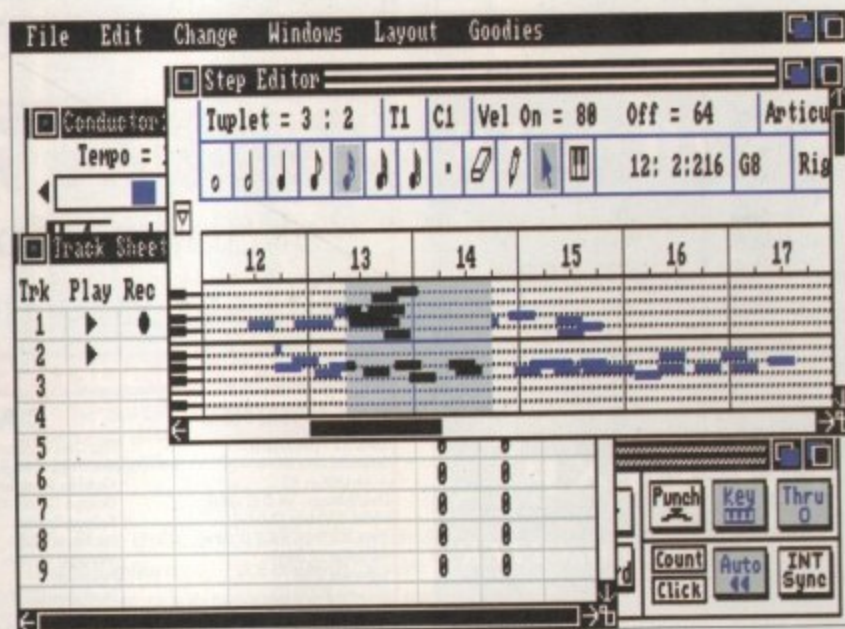 File Edit Change Windows Layout Goodies
Step Editor
Tuplet = 3 : 2 T1 C1 Vel On = 80 Off = 64 Articu
12: 2:216 G8 Rig
Conductor
Tempo =
12 13 14 15 16 17
Track Sheet
Trk Play Rec
1
2
3
4
5 0 0
6 0 0
7 0 0
8 0 0
9 0 0
Punch Key Thru
Count Auto INT
Click Sync